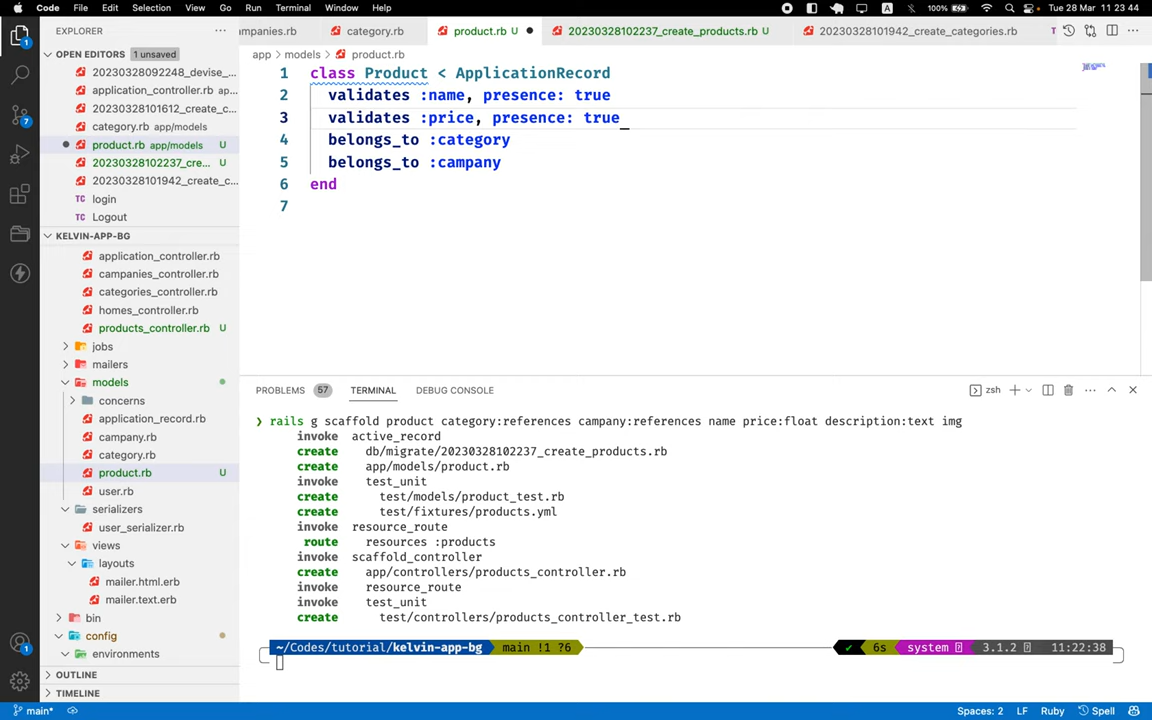 Code File Edit Selection View Go Run Terminal Window Help
A 100% Tue 28 Mar 11 23 44
EXPLORER ···
OPEN EDITORS 1 unsaved
20230328092248_devise_...
application_controller.rb ap...
20230328101612_create_c...
category.rb app/models
product.rb app/models U
20230328102237_cre... U
20230328101942_create_c...
TC login
TC Logout
KELVIN-APP-BG
application_controller.rb
campanies_controller.rb
categories_controller.rb
homes_controller.rb
products_controller.rb U
jobs
mailers
models
concerns
application_record.rb
campany.rb
category.rb
product.rb U
user.rb
serializers
user_serializer.rb
views
layouts
mailer.html.erb
mailer.text.erb
bin
config
environments
OUTLINE
TIMELINE
mpanies.rb category.rb product.rb U 20230328102237_create_products.rb U 20230328101942_create_categories.rb T
app > models > product.rb
1 class Product < ApplicationRecord
2 validates :name, presence: true
3 validates :price, presence: true
4 belongs_to :category
5 belongs_to :campany
6 end
7
PROBLEMS 57 TERMINAL DEBUG CONSOLE zsh
❯ rails g scaffold product category:references campany:references name price:float description:text img
invoke active_record
create db/migrate/20230328102237_create_products.rb
create app/models/product.rb
invoke test_unit
create test/models/product_test.rb
create test/fixtures/products.yml
invoke resource_route
route resources :products
invoke scaffold_controller
create app/controllers/products_controller.rb
invoke resource_route
invoke test_unit
create test/controllers/products_controller_test.rb
~/Codes/tutorial/kelvin-app-bg main !1 ?6 ✔ 6s system 3.1.2 11:22:38
main* Spaces: 2 LF Ruby Spell